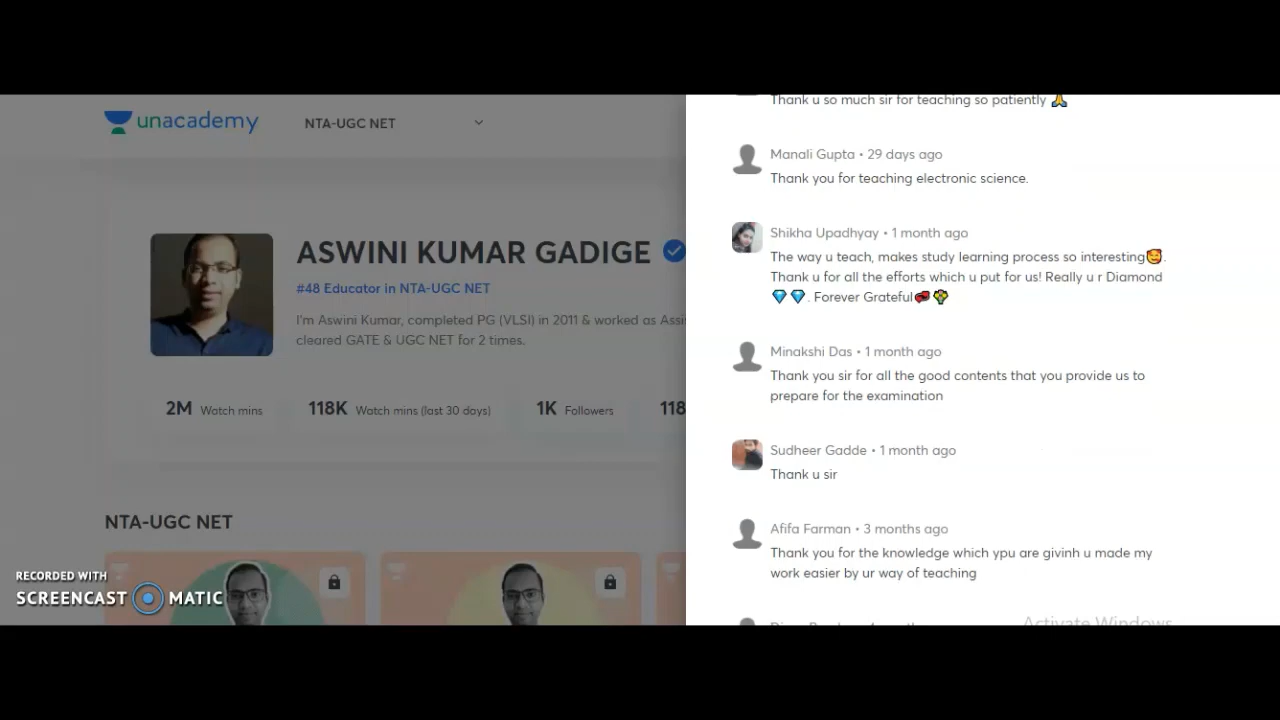 unacademy
NTA-UGC NET
ASWINI KUMAR GADIGE
#48 Educator in NTA-UGC NET
I'm Aswini Kumar, completed PG (VLSI) in 2011 & worked as Assi
cleared GATE & UGC NET for 2 times.
2M Watch mins
118K Watch mins (last 30 days)
1K Followers
118
NTA-UGC NET
RECORDED WITH
SCREENCAST MATIC
Thank u so much sir for teaching so patiently 🙏
Manali Gupta • 29 days ago
Thank you for teaching electronic science.
Shikha Upadhyay • 1 month ago
The way u teach, makes study learning process so interesting🥰.
Thank u for all the efforts which u put for us! Really u r Diamond
💎 💎 . Forever Grateful
Minakshi Das • 1 month ago
Thank you sir for all the good contents that you provide us to
prepare for the examination
Sudheer Gadde • 1 month ago
Thank u sir
Afifa Farman • 3 months ago
Thank you for the knowledge which ypu are givinh u made my
work easier by ur way of teaching
Activate Windows